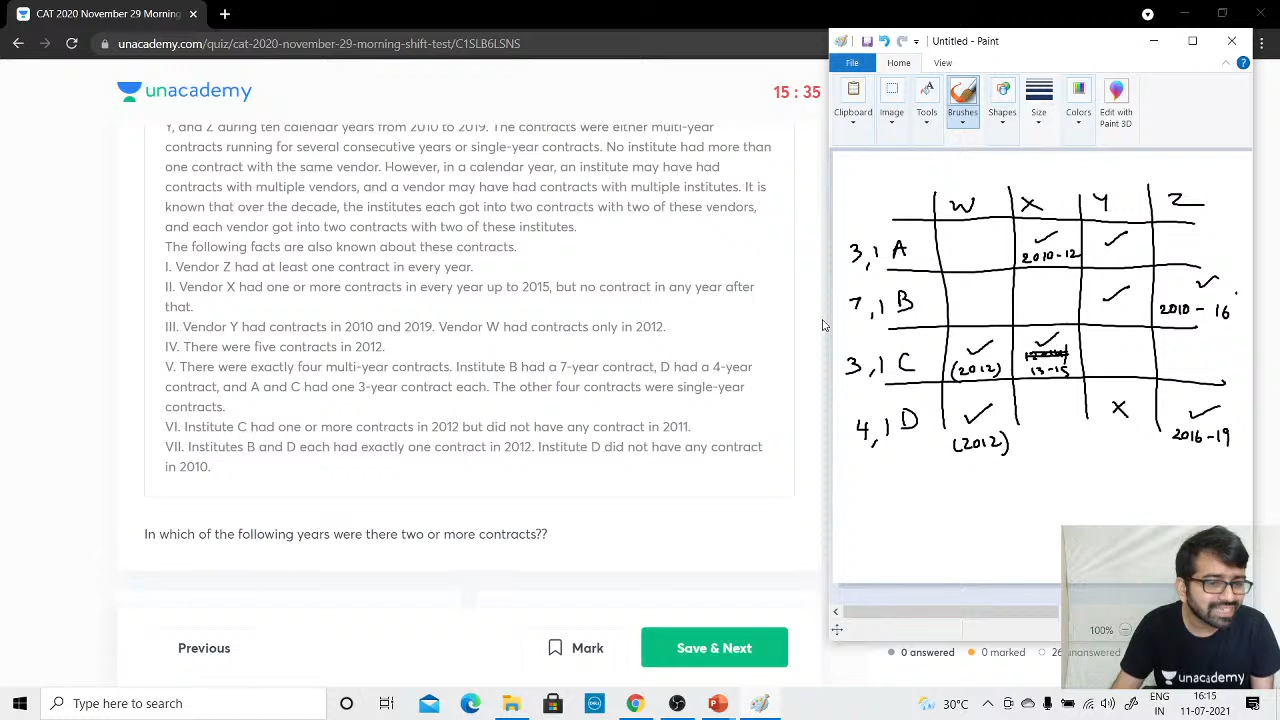 CAT 2020 November 29 Morning Sh
unacademy.com/quiz/cat-2020-november-29-morning-shift-test/C1SLB6LSNS
unacademy
15 : 35
Y, and Z during ten calendar years from 2010 to 2019. The contracts were either multi-year
contracts running for several consecutive years or single-year contracts. No institute had more than
one contract with the same vendor. However, in a calendar year, an institute may have had
contracts with multiple vendors, and a vendor may have had contracts with multiple institutes. It is
known that over the decade, the institutes each got into two contracts with two of these vendors,
and each vendor got into two contracts with two of these institutes.
The following facts are also known about these contracts.
I. Vendor Z had at least one contract in every year.
II. Vendor X had one or more contracts in every year up to 2015, but no contract in any year after
that.
III. Vendor Y had contracts in 2010 and 2019. Vendor W had contracts only in 2012.
IV. There were five contracts in 2012.
V. There were exactly four multi-year contracts. Institute B had a 7-year contract, D had a 4-year
contract, and A and C had one 3-year contract each. The other four contracts were single-year
contracts.
VI. Institute C had one or more contracts in 2012 but did not have any contract in 2011.
VII. Institutes B and D each had exactly one contract in 2012. Institute D did not have any contract
in 2010.
In which of the following years were there two or more contracts??
Previous
Mark
Save & Next
Untitled - Paint
File Home View
Clipboard Image Tools Brushes Shapes Size Colors Edit with
Paint 3D
W X Y Z
3,1 A ✓ ✓
2010-12
7,1 B ✓ ✓
2010 - 16
3,1 C ✓ ✓
(2012) 13-15
4,1 D ✓ X ✓
(2012) 2016-19
100%
0 answered 0 marked 26 unanswered
unacademy
Type here to search
30°C
ENG
IN
16:15
11-07-2021